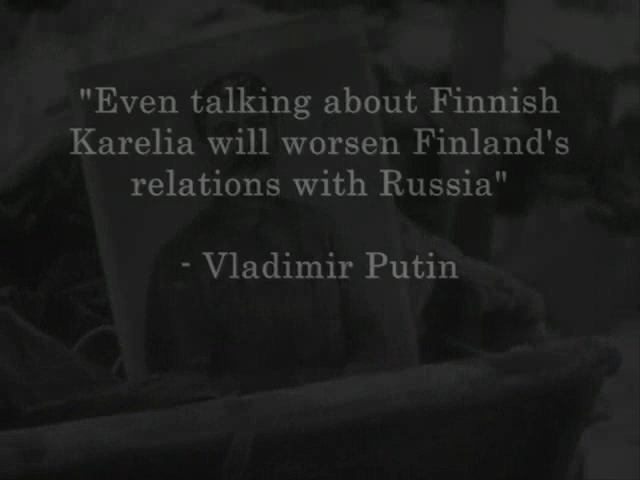 "Even talking about Finnish
Karelia will worsen Finland's
relations with Russia"
- Vladimir Putin